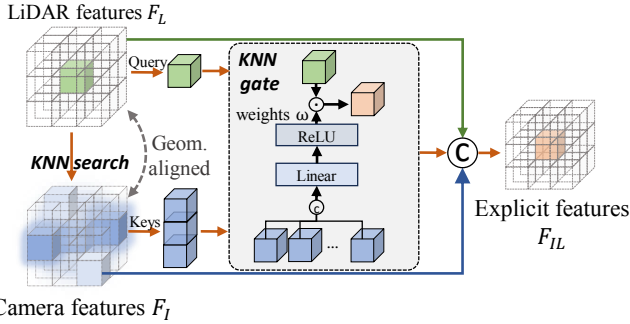 LiDAR features F_L
Query
KNN
gate
weights ω
ReLU
Linear
c
...
KNN search
Geom.
aligned
Keys
C
Explicit features
F_IL
Camera features F_I